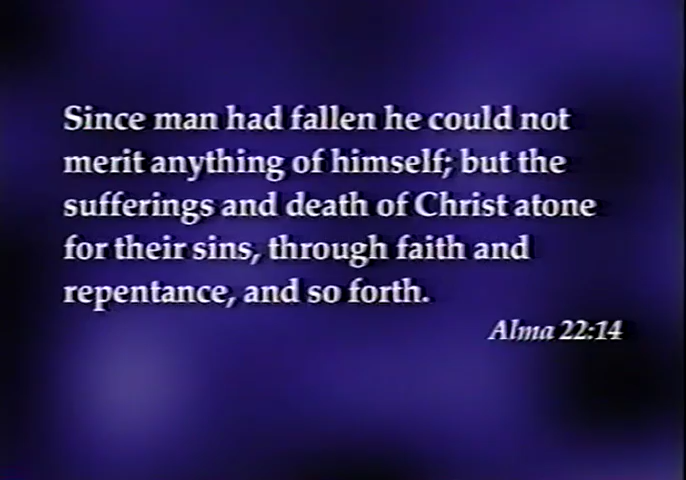 Since man had fallen he could not
merit anything of himself; but the
sufferings and death of Christ atone
for their sins, through faith and
repentance, and so forth.
Alma 22:14